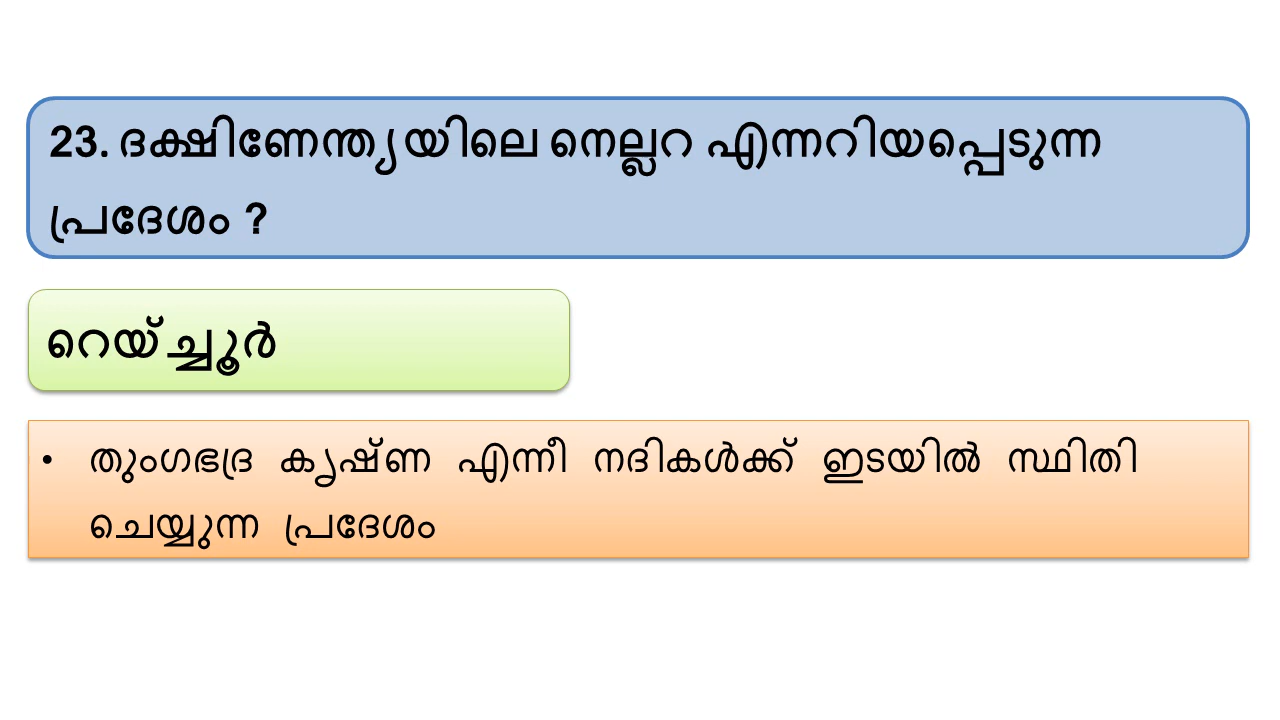 23. ദക്ഷിണേന്ത്യയിലെ നെല്ലറ എന്നറിയപ്പെടുന്ന
പ്രദേശം ?
റെയ്ച്ചൂർ
• തുംഗഭദ്ര കൃഷ്ണ എന്നീ നദികൾക്ക് ഇടയിൽ സ്ഥിതി
ചെയ്യുന്ന പ്രദേശം